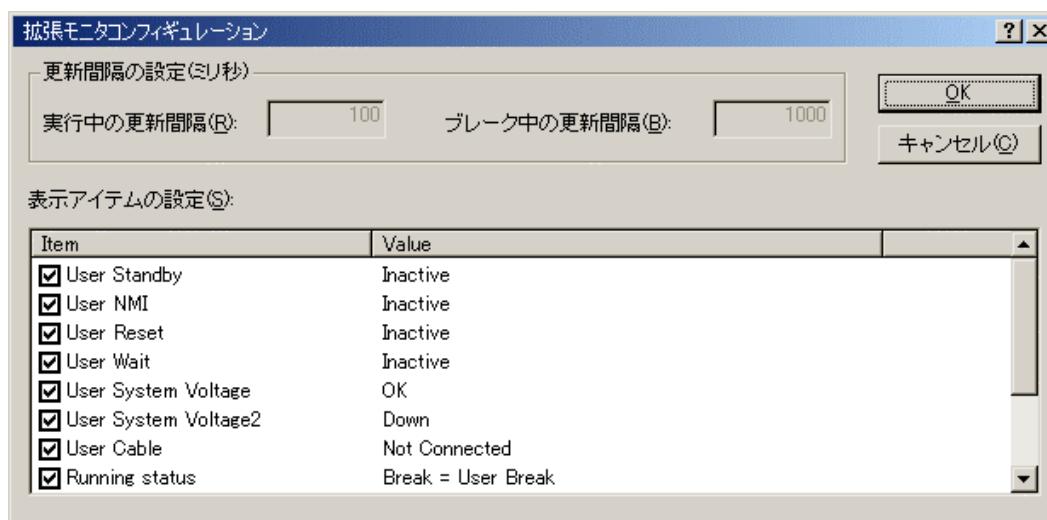 拡張モニタコンフィギュレーション
更新間隔の設定(ミリ秒)
実行中の更新間隔(R): 100 ブレーク中の更新間隔(B): 1000
OK
キャンセル(C)
表示アイテムの設定(S):
Item Value
User Standby Inactive
User NMI Inactive
User Reset Inactive
User Wait Inactive
User System Voltage OK
User System Voltage2 Down
User Cable Not Connected
Running status Break = User Break